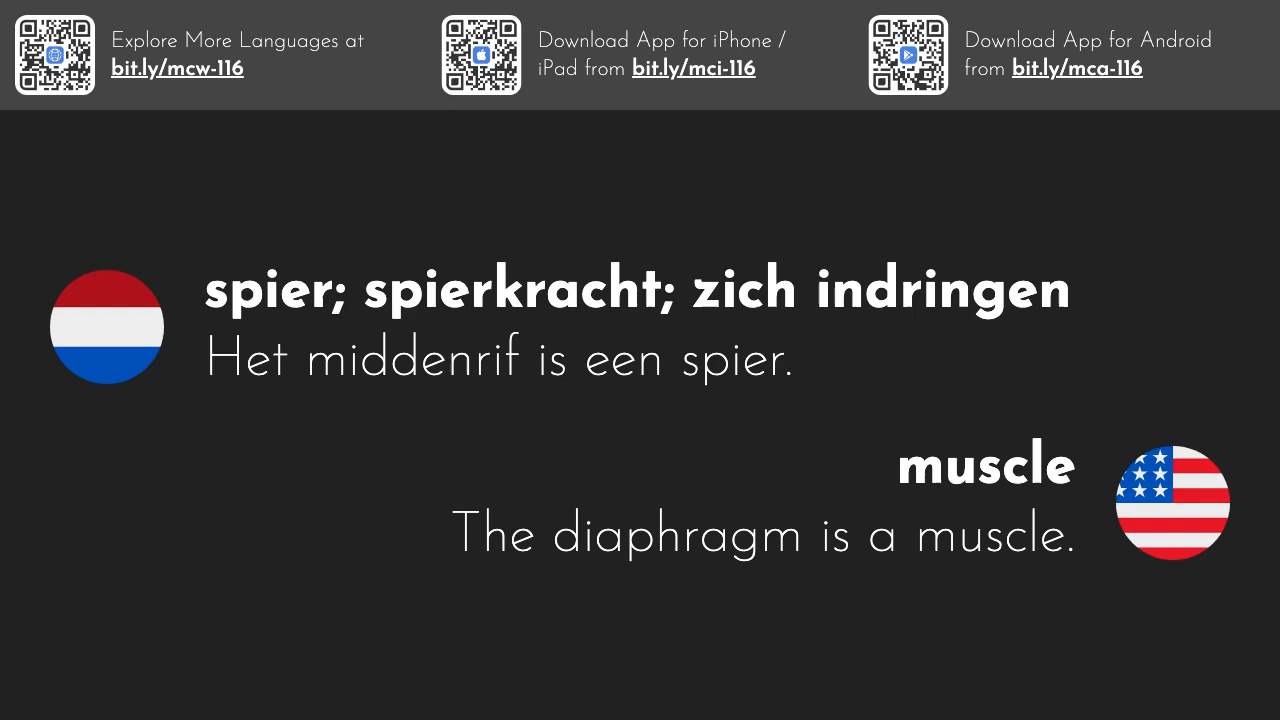 Explore More Languages at
bit.ly/mcw-116
Download App for iPhone /
iPad from bit.ly/mci-116
Download App for Android
from bit.ly/mca-116
spier; spierkracht; zich indringen
Het middenrif is een spier.
muscle
The diaphragm is a muscle.